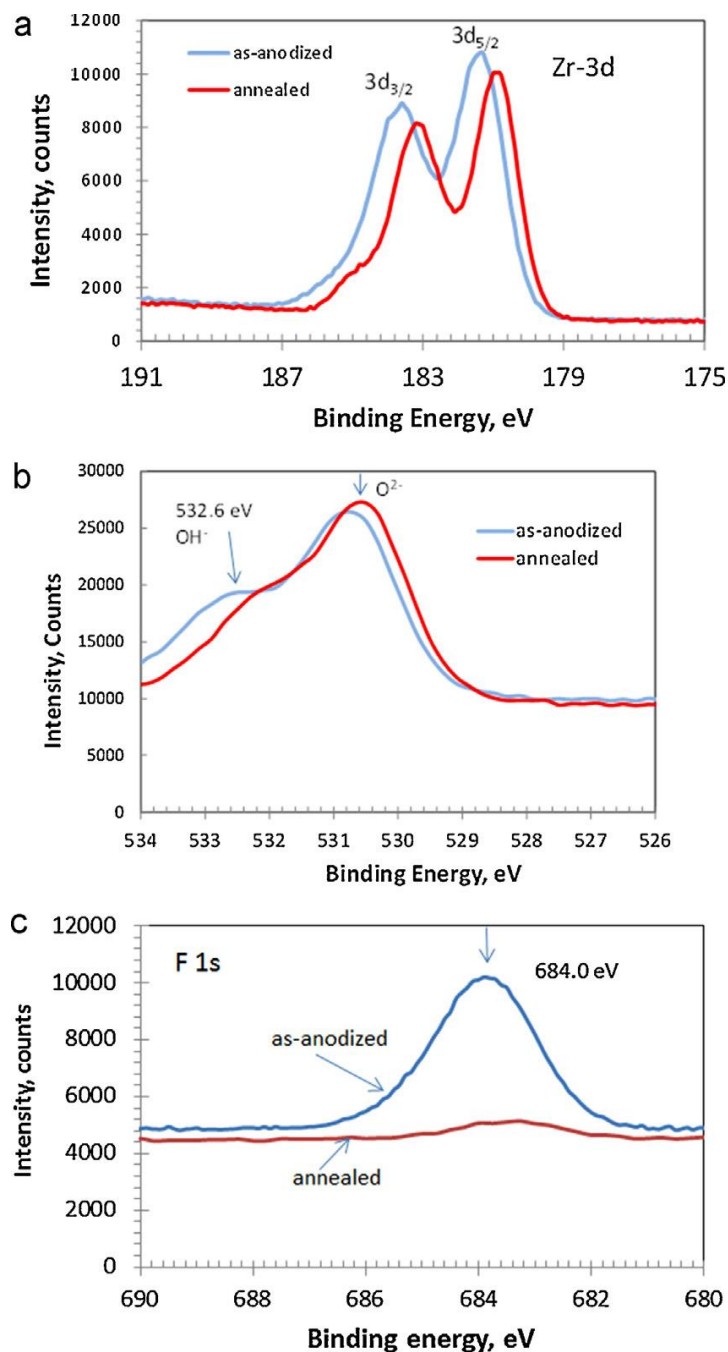 a
12000
10000
8000
6000
4000
2000
0
Intensity, counts
as-anodized
annealed
3d3/2
3d5/2
Zr-3d
191 187 183 179 175
Binding Energy, eV
b
30000
25000
20000
15000
10000
5000
0
Intensity, Counts
532.6 eV
OH-
O2-
as-anodized
annealed
534 533 532 531 530 529 528 527 526
Binding Energy, eV
c
12000
10000
8000
6000
4000
2000
0
Intensity, counts
F 1s
684.0 eV
as-anodized
annealed
690 688 686 684 682 680
Binding energy, eV